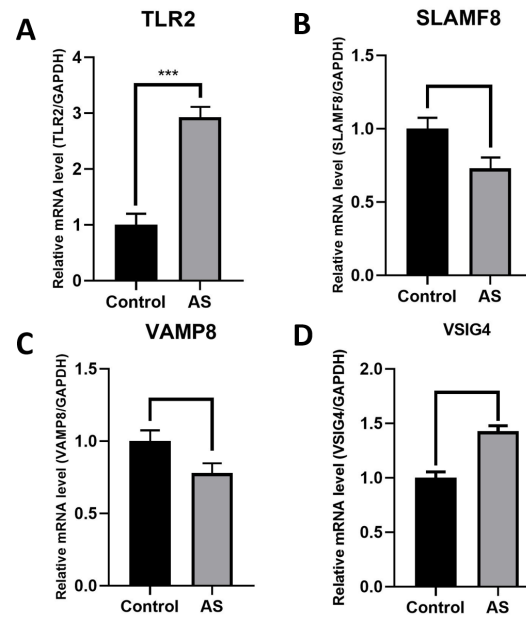 A
TLR2
Relative mRNA level (TLR2/GAPDH)
4
3
2
1
0
***
Control AS
B
SLAMF8
Relative mRNA level (SLAMF8/GAPDH)
1.5
1.0
0.5
0.0
Control AS
C
VAMP8
Relative mRNA level (VAMP8/GAPDH)
1.5
1.0
0.5
0.0
Control AS
D
VSIG4
Relative mRNA level (VSIG4/GAPDH)
2.0
1.5
1.0
0.5
0.0
Control AS